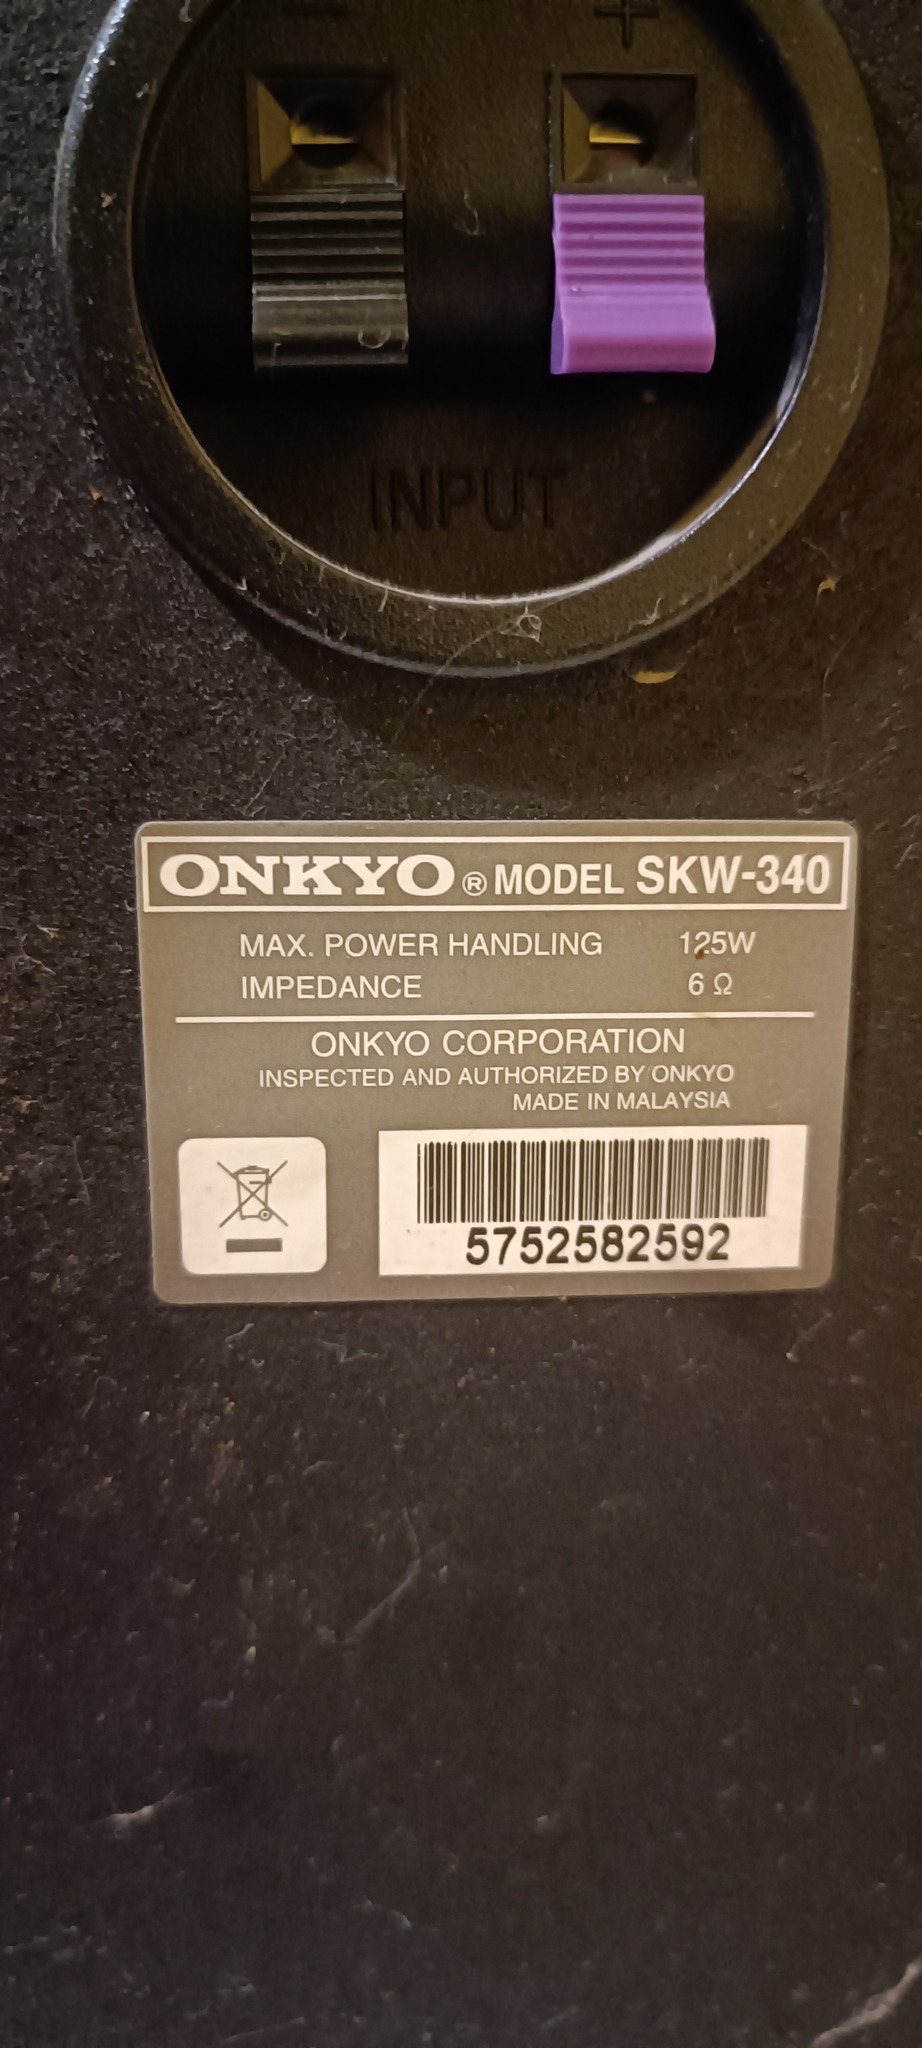 - +
INPUT
ONKYO ® MODEL SKW-340
MAX. POWER HANDLING 125W
IMPEDANCE 6 Ω
ONKYO CORPORATION
INSPECTED AND AUTHORIZED BY ONKYO
MADE IN MALAYSIA
5752582592